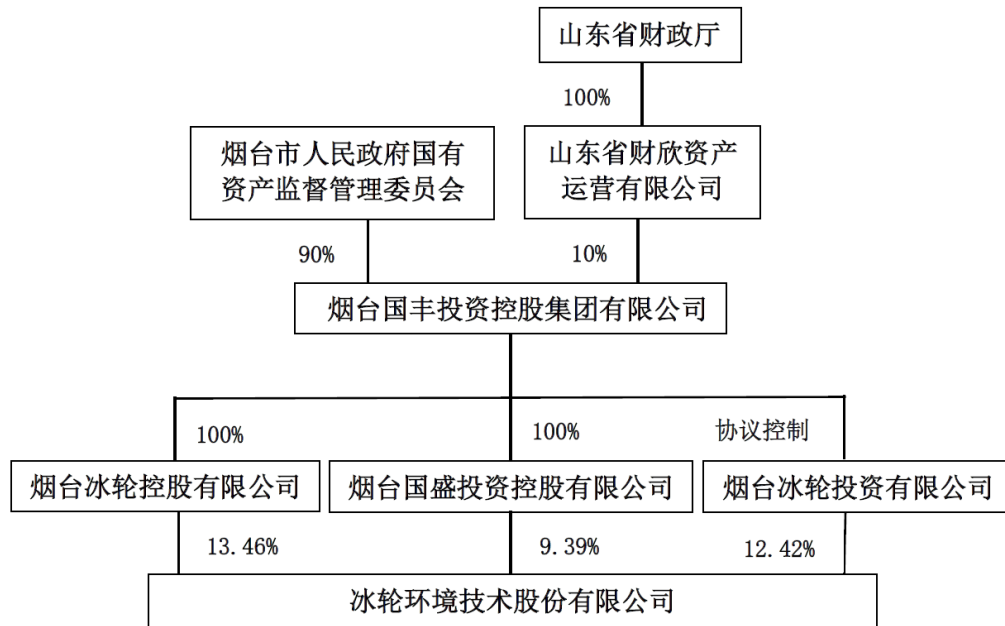 山东省财政厅
100%
烟台市人民政府国有
资产监督管理委员会
山东省财欣资产
运营有限公司
90%
10%
烟台国丰投资控股集团有限公司
100%
100%
协议控制
烟台冰轮控股有限公司
烟台国盛投资控股有限公司
烟台冰轮投资有限公司
13.46%
9.39%
12.42%
冰轮环境技术股份有限公司